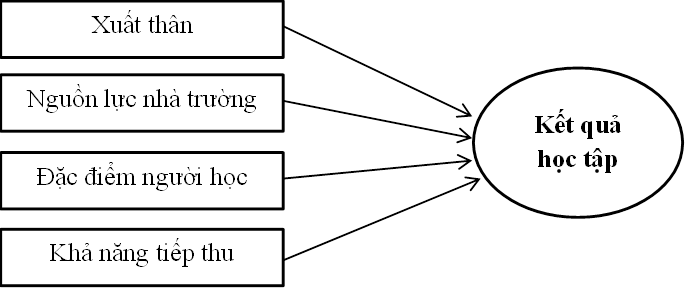 Xuất thân
Nguồn lực nhà trường
Đặc điểm người học
Khả năng tiếp thu
Kết quả
học tập